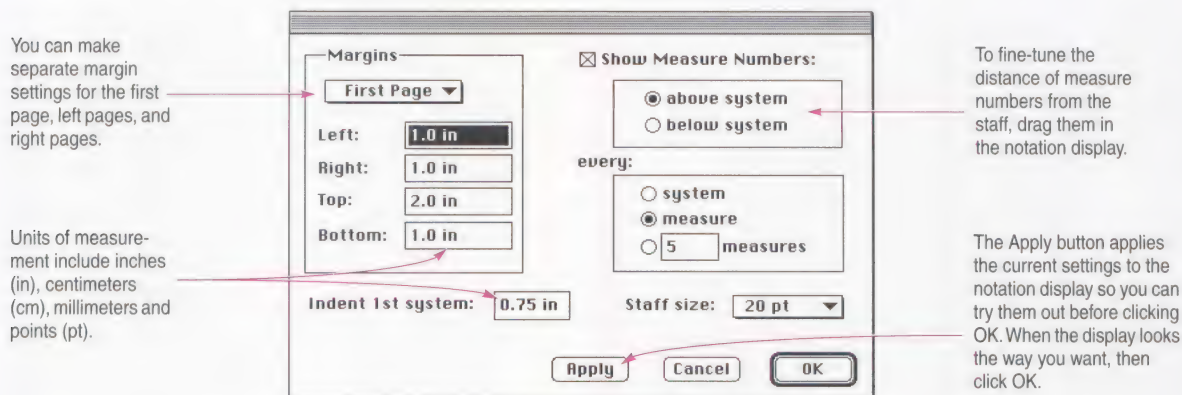 You can make
separate margin
settings for the first
page, left pages, and
right pages.
Units of measure-
ment include inches
(in), centimeters
(cm), millimeters and
points (pt).
Margins
First Page
Left: 1.0 in
Right: 1.0 in
Top: 2.0 in
Bottom: 1.0 in
Indent 1st system: 0.75 in
Show Measure Numbers:
above system
below system
every:
system
measure
5 measures
Staff size: 20 pt
Apply Cancel OK
To fine-tune the
distance of measure
numbers from the
staff, drag them in
the notation display.
The Apply button applies
the current settings to the
notation display so you can
try them out before clicking
OK. When the display looks
the way you want, then
click OK.